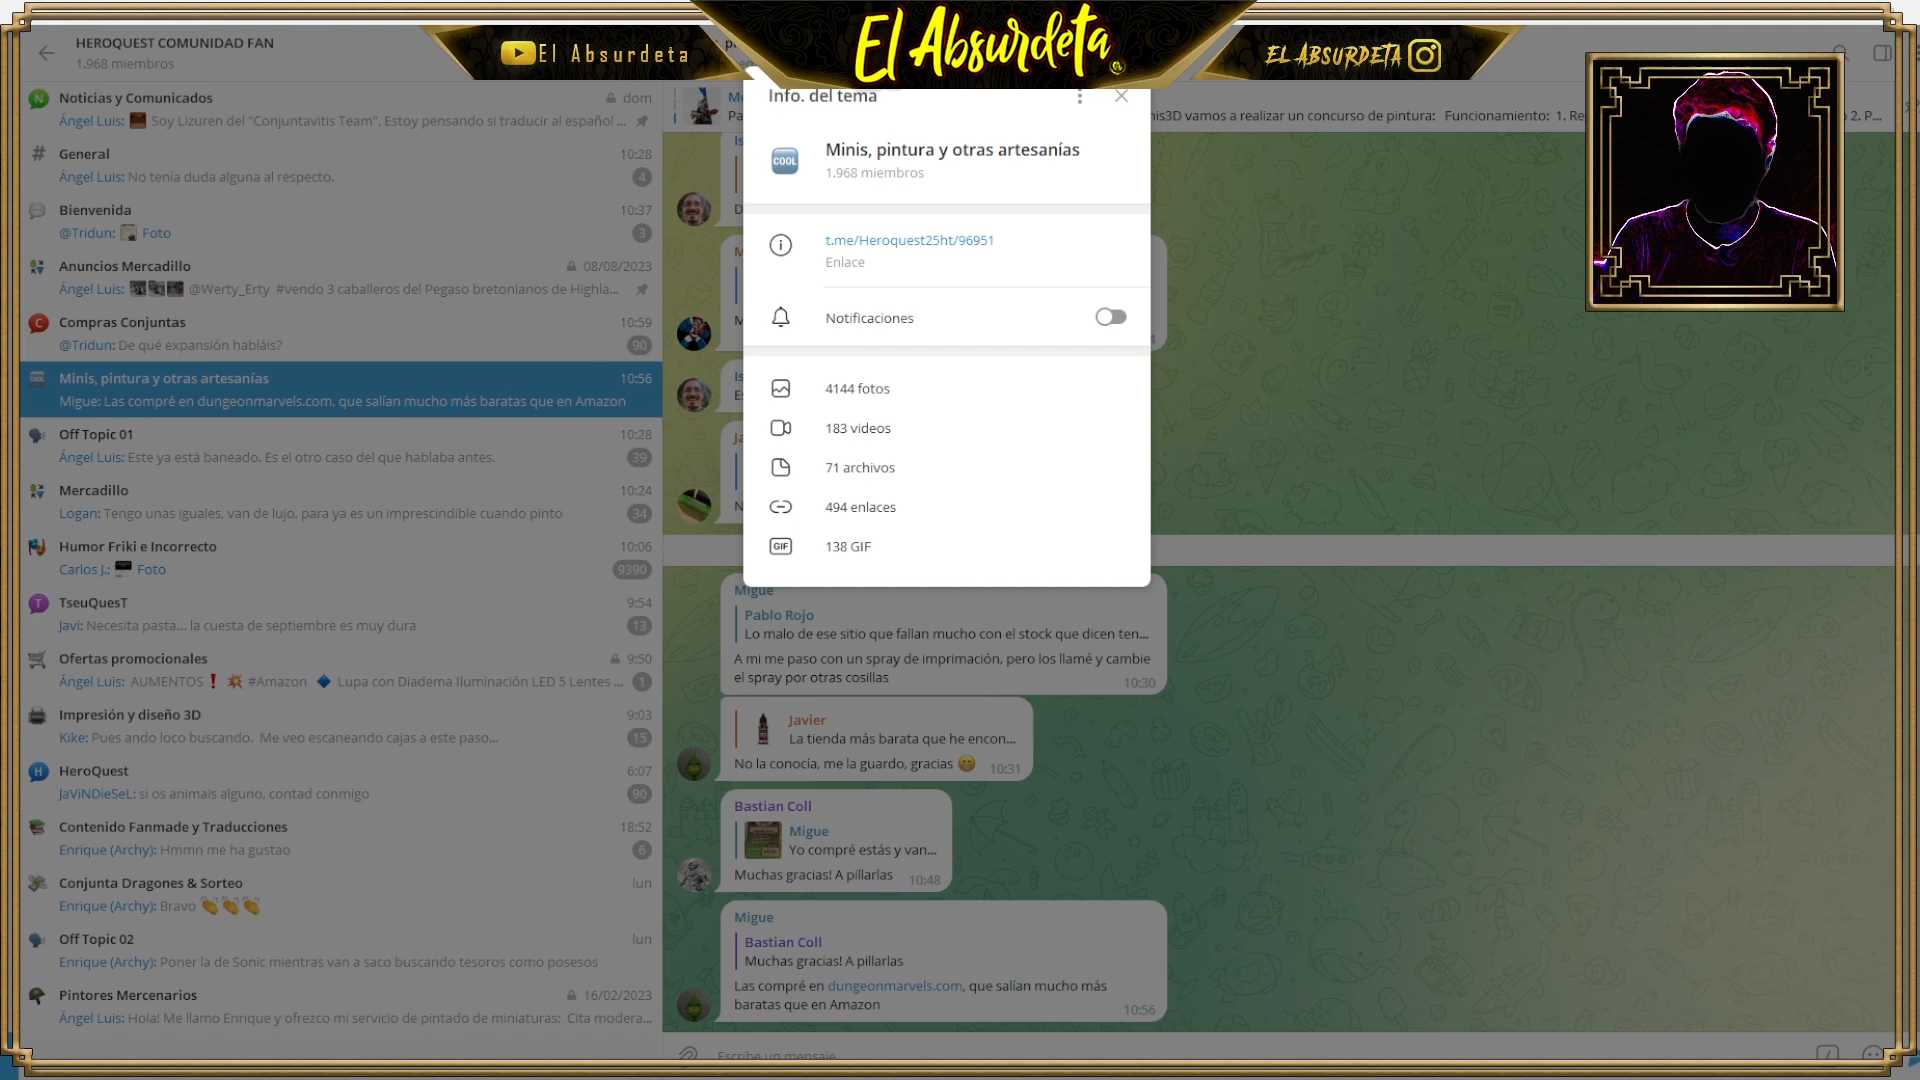 El Absurdeta
El Absurdeta
EL ABSURDETA
HEROQUEST COMUNIDAD FAN
1.968 miembros
Noticias y Comunicados
dom
Ángel Luis: Soy Lizuren del "Conjuntavitis Team". Estoy pensando si traducir al español ...
General
10:28
Ángel Luis: No tenía duda alguna al respecto.
4
Bienvenida
10:37
@Tridun: Foto
3
Anuncios Mercadillo
08/08/2023
Ángel Luis: @Werty_Erty #vendo 3 caballeros del Pegaso bretonianos de Highla...
Compras Conjuntas
10:59
@Tridun: De qué expansión habláis?
90
Minis, pintura y otras artesanías
10:56
Migue: Las compré en dungeonmarvels.com, que salían mucho más baratas que en Amazon
Off Topic 01
10:28
Ángel Luis: Este ya está baneado. Es el otro caso del que hablaba antes.
39
Mercadillo
10:24
Logan: Tengo unas iguales, van de lujo, para ya es un imprescindible cuando pinto
34
Humor Friki e Incorrecto
10:06
Carlos J.: Foto
9390
TseuQuesT
9:54
Javi: Necesita pasta... la cuesta de septiembre es muy dura
13
Ofertas promocionales
9:50
Ángel Luis: AUMENTOS #Amazon Lupa con Diadema Iluminación LED 5 Lentes ...
1
Impresión y diseño 3D
9:03
Kike: Pues ando loco buscando. Me veo escaneando cajas a este paso...
15
HeroQuest
6:07
JaViNDieSeL: si os animais alguno, contad conmigo
90
Contenido Fanmade y Traducciones
18:52
Enrique (Archy): Hmmn me ha gustao
6
Conjunta Dragones & Sorteo
lun
Enrique (Archy): Bravo
Off Topic 02
lun
Enrique (Archy): Poner la de Sonic mientras van a saco buscando tesoros como posesos
Pintores Mercenarios
16/02/2023
Ángel Luis: Hola! Me llamo Enrique y ofrezco mi servicio de pintado de miniaturas: Cita modera...
Info. del tema
COOL
Minis, pintura y otras artesanías
1.968 miembros
t.me/Heroquest25ht/96951
Enlace
Notificaciones
4144 fotos
183 videos
71 archivos
494 enlaces
GIF
138 GIF
vamos a realizar un concurso de pintura: Funcionamiento: 1. Re
2. P...
Migue
Pablo Rojo
Lo malo de ese sitio que fallan mucho con el stock que dicen ten...
A mi me paso con un spray de imprimación, pero los llamé y cambie
el spray por otras cosillas
10:30
Javier
La tienda más barata que he encon...
No la conocía, me la guardo, gracias
10:31
Bastian Coll
Migue
Yo compré estás y van...
Muchas gracias! A pillarlas
10:48
Migue
Bastian Coll
Muchas gracias! A pillarlas
Las compré en dungeonmarvels.com, que salían mucho más
baratas que en Amazon
10:56
Escribe un mensaje...